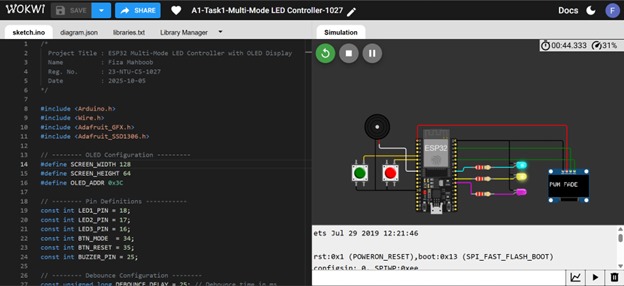 WOKWI
SAVE
SHARE
A1-Task1-Multi-Mode LED Controller-1027
Docs
F
sketch.ino
diagram.json
libraries.txt
Library Manager
Simulation
1 /*
2 Project Title : ESP32 Multi-Mode LED Controller with OLED Display
3 Name : Fiza Mahboob
4 Reg. No. : 23-NTU-CS-1027
5 Date : 2025-10-05
6 */
7
8 #include <Arduino.h>
9 #include <Wire.h>
10 #include <Adafruit_GFX.h>
11 #include <Adafruit_SSD1306.h>
12
13 // -------- OLED Configuration ----------
14 #define SCREEN_WIDTH 128
15 #define SCREEN_HEIGHT 64
16 #define OLED_ADDR 0x3C
17
18 // -------- Pin Definitions -----------
19 const int LED1_PIN = 18;
20 const int LED2_PIN = 17;
21 const int LED3_PIN = 16;
22 const int BTN_MODE = 34;
23 const int BTN_RESET = 35;
24 const int BUZZER_PIN = 25;
25
26 // -------- Debounce Configuration --------
27 const unsigned long DEBOUNCE_DELAY = 25; // Debounce time in ms
00:44.333
31%
ESP32
PWM FADE
ets Jul 29 2019 12:21:46
rst:0x1 (POWERON_RESET),boot:0x13 (SPI_FAST_FLASH_BOOT)
configsip: 0, SPIWP:0xee